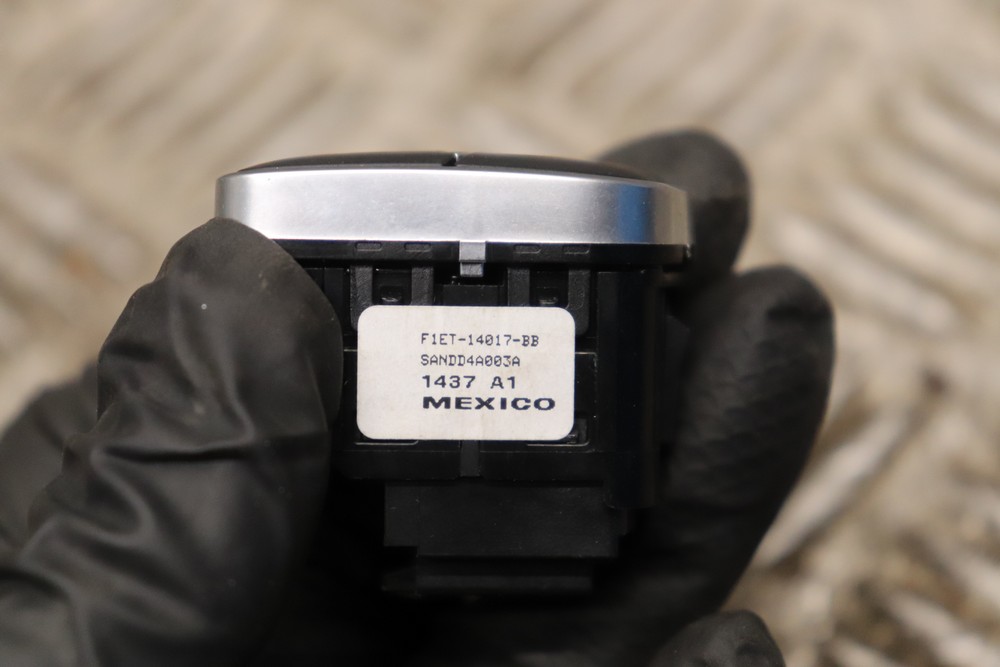 F1ET-14017-BB
SANDD4A003A
1437 A1
MEXICO